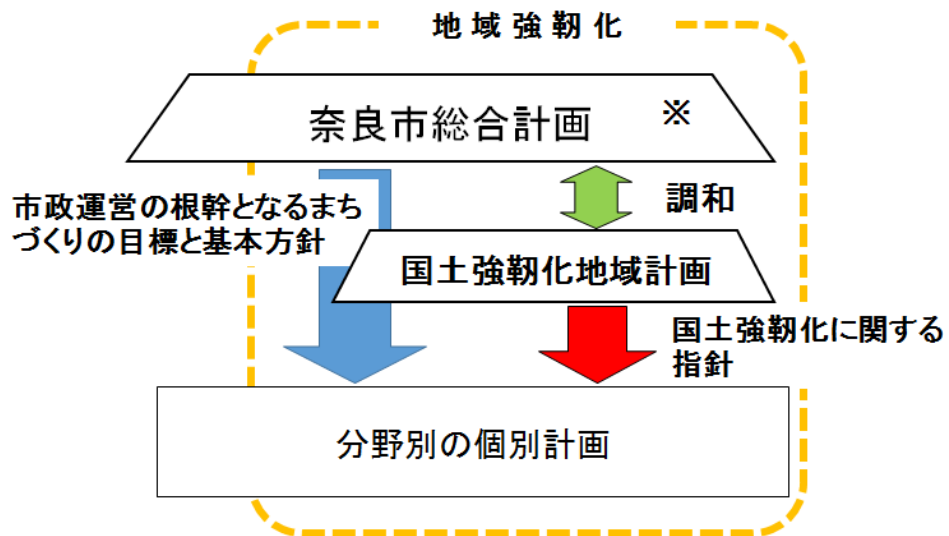 地域強靭化
奈良市総合計画 ※
市政運営の根幹となるまち
づくりの目標と基本方針
調和
国土強靭化地域計画
国土強靭化に関する
指針
分野別の個別計画